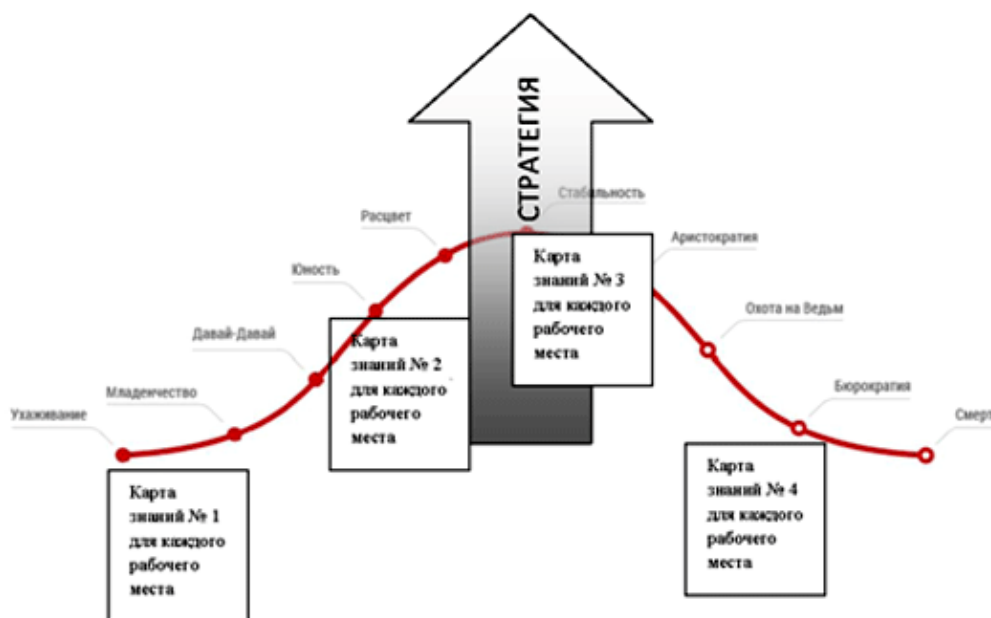 СТРАТЕГИЯ
Стабильность
Расцвет
Аристократия
Юность
Карта
знаний № 3
для каждого
рабочего
места
Охота на Ведьм
Давай-Давай
Карта
знаний № 2
для каждого
рабочего
места
Младенчество
Бюрократия
Ухаживание
Смерт
Карта
знаний № 1
для каждого
рабочего
места
Карта
знаний № 4
для каждого
рабочего
места